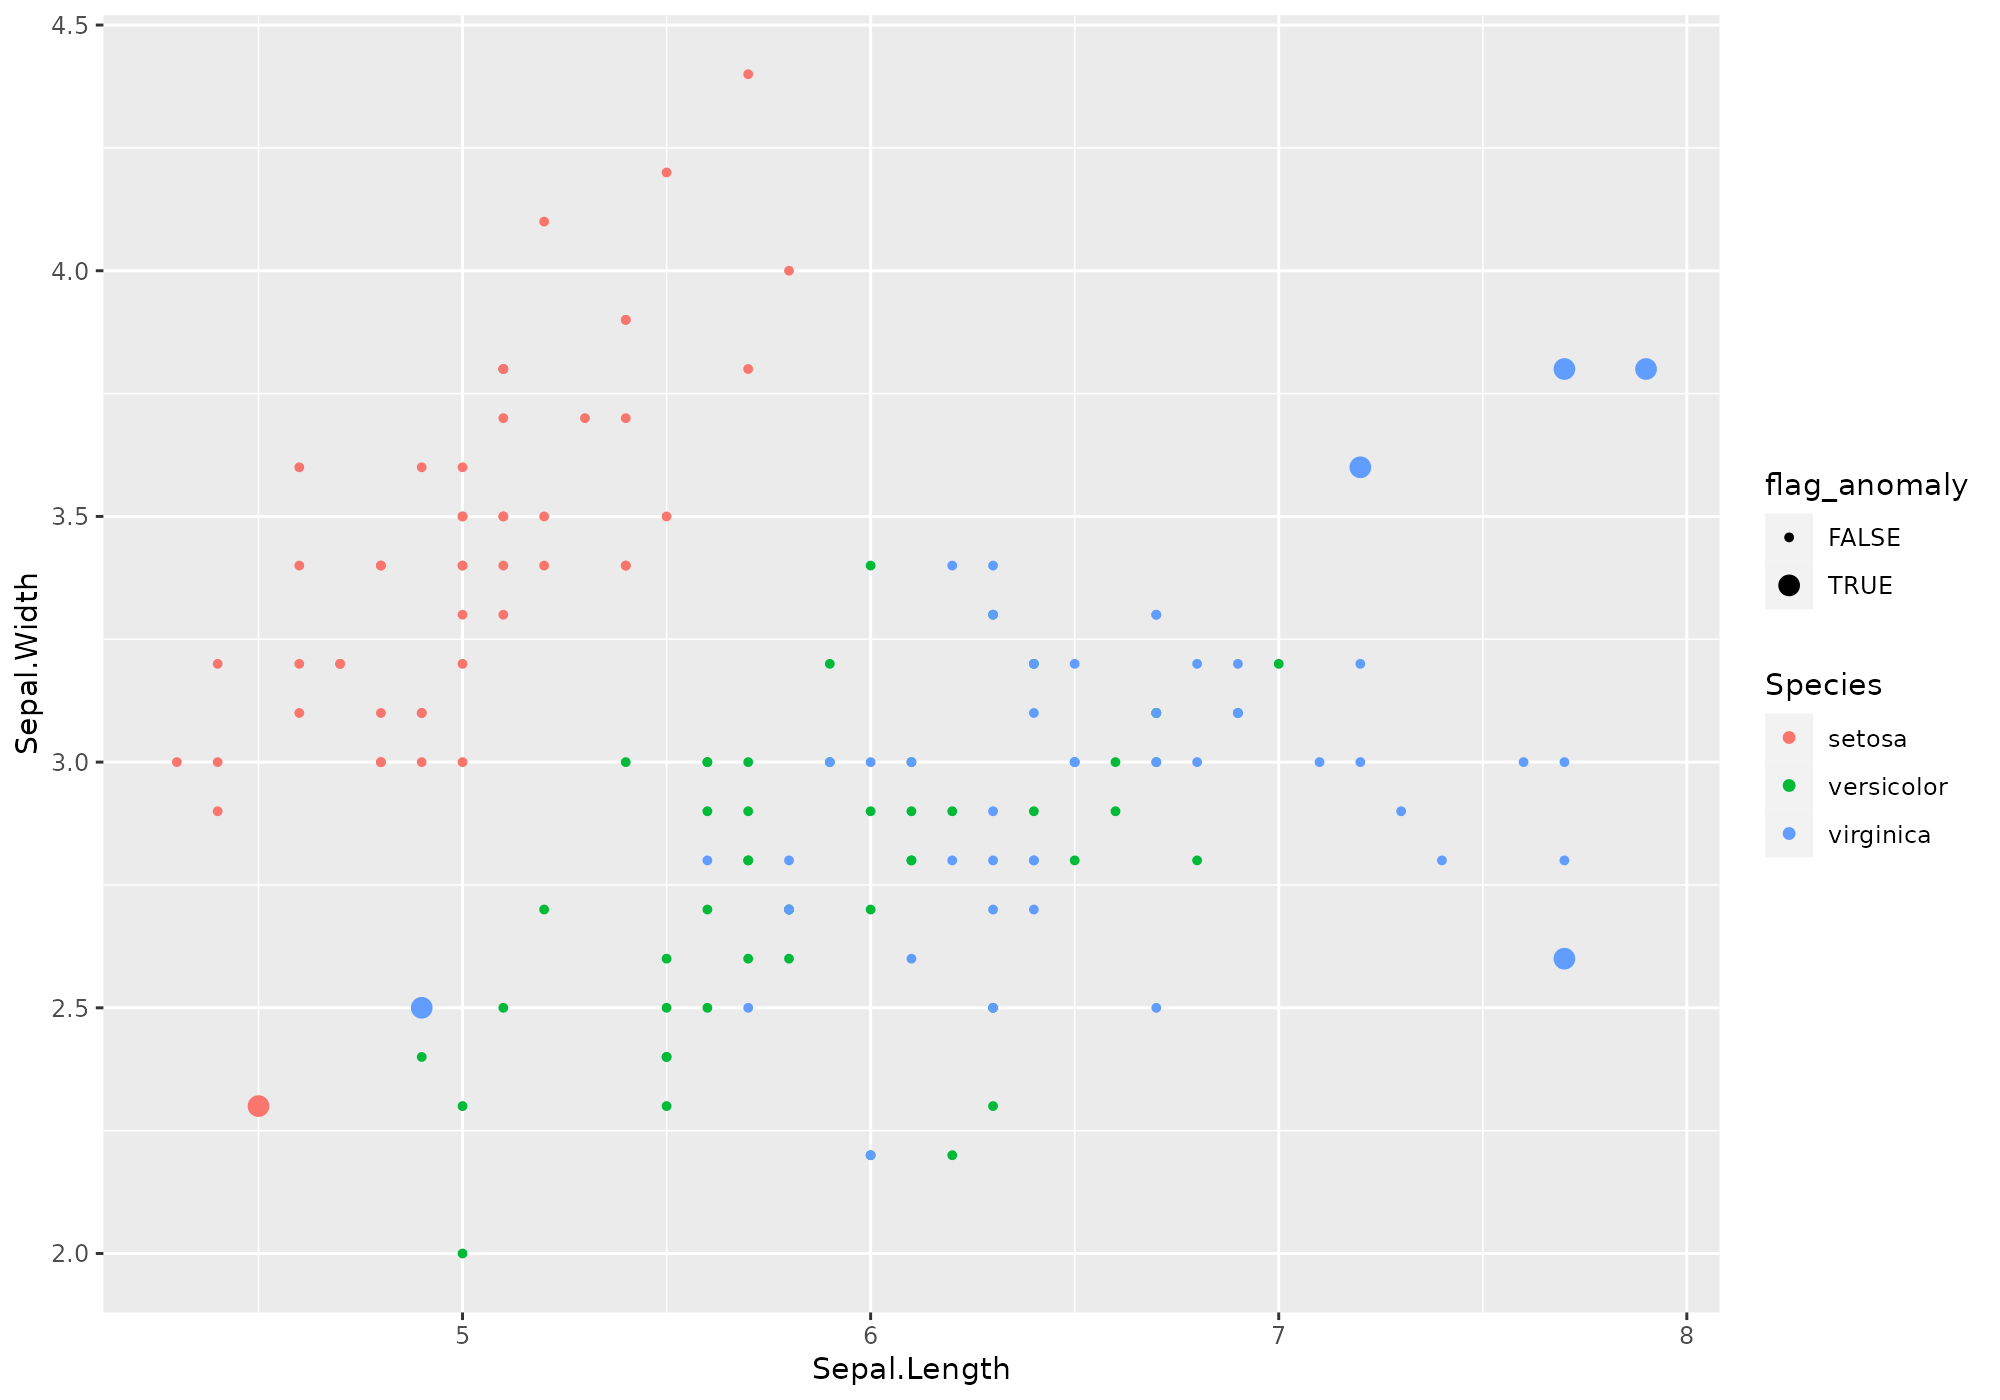 4.5
4.0
3.5
3.0
2.5
2.0
Sepal.Width
5 6 7 8
Sepal.Length
flag_anomaly
FALSE
TRUE
Species
setosa
versicolor
virginica